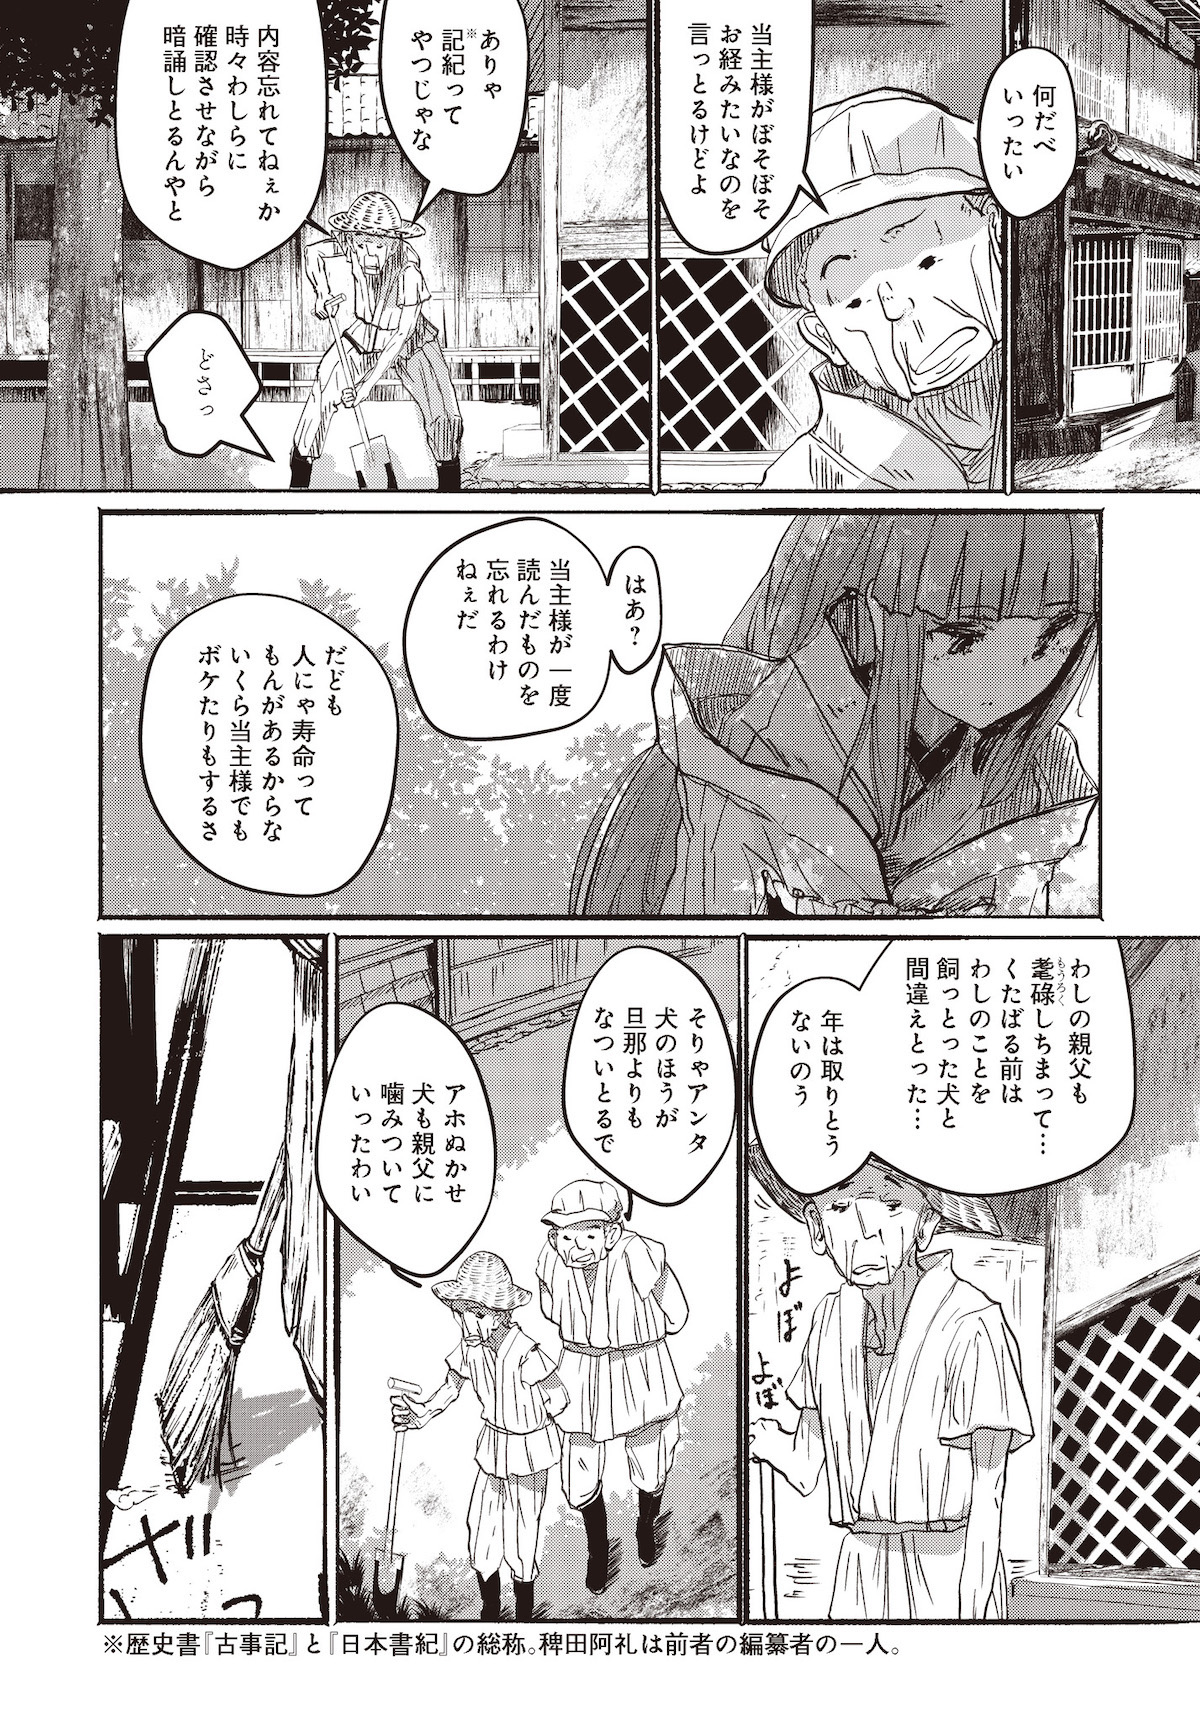 何だべ
いったい
当主様がぼそぼそ
お経みたいなのを
言っとるけどよ
ありゃ
※記紀って
やつじゃな
内容忘れてねぇか
時々わしらに
確認させながら
暗誦しとるんやと
どさっ
はあ?
当主様が一度
読んだものを
忘れるわけ
ねぇだ
だども
人にゃ寿命って
もんがあるからな
いくら当主様でも
ボケたりもするさ
わしの親父も
耄碌しちまって…
もうろく
くたばる前は
わしのことを
飼っとった犬と
間違えとった…
年は取りとう
ないのう
よぼ
よぼ
そりゃアンタ
犬のほうが
旦那よりも
なついとるで
アホぬかせ
犬も親父に
噛みついて
いったわい
※歴史書『古事記』と『日本書紀』の総称。稗田阿礼は前者の編纂者の一人。